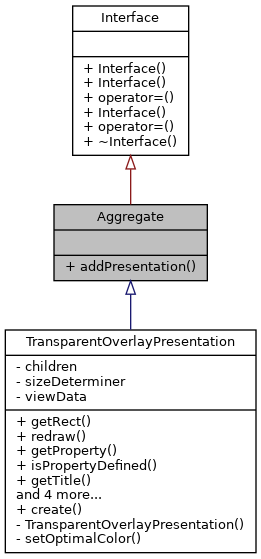 Interface
+ Interface()
+ Interface()
+ operator=()
+ Interface()
+ operator=()
+ ~Interface()
Aggregate
+ addPresentation()
TransparentOverlayPresentation
- children
- sizeDeterminer
- viewData
+ getRect()
+ redraw()
+ getProperty()
+ isPropertyDefined()
+ getTitle()
and 4 more...
+ create()
- TransparentOverlayPresentation()
- setOptimalColor()